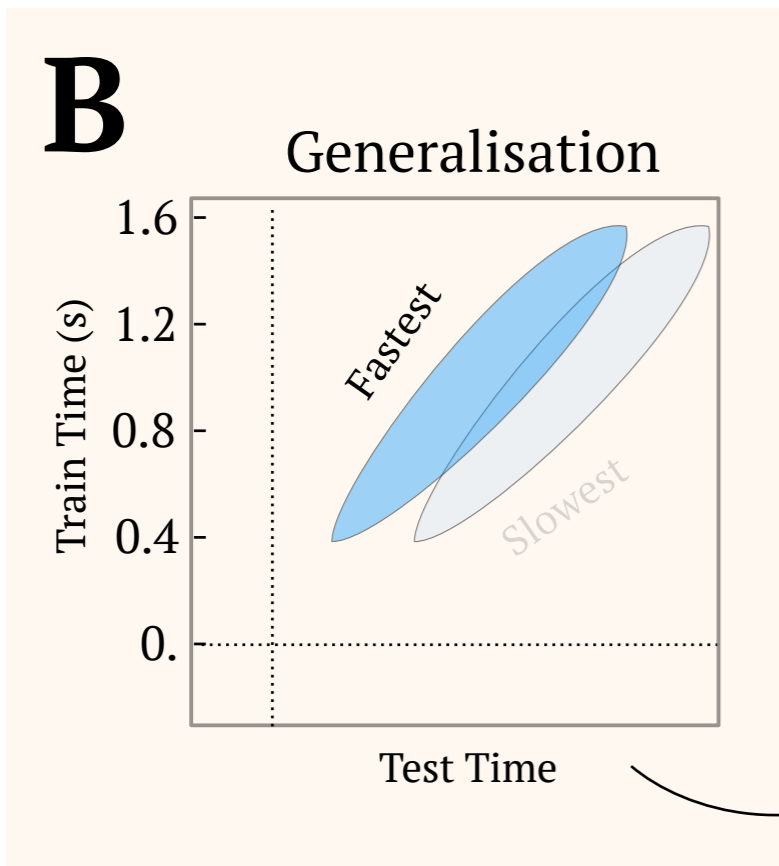 B
Generalisation
1.6
1.2
0.8
0.4
0.
Train Time (s)
Fastest
Slowest
Test Time